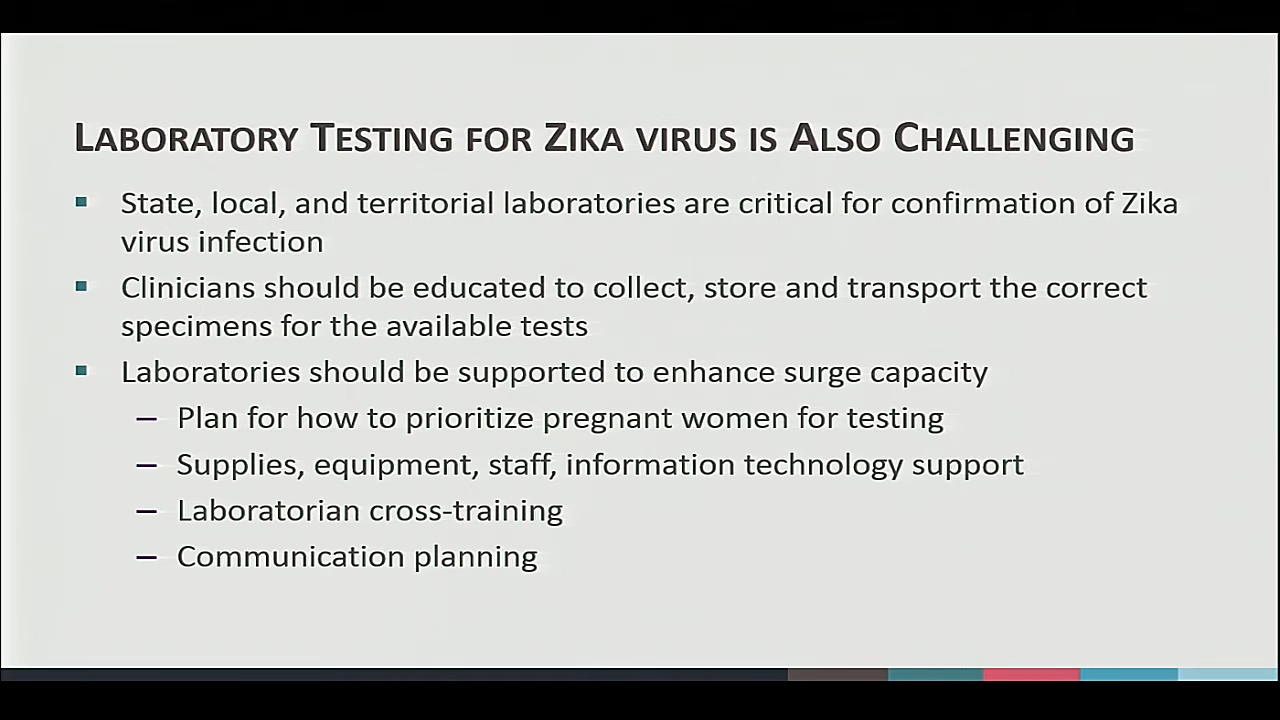 LABORATORY TESTING FOR ZIKA VIRUS IS ALSO CHALLENGING
▪ State, local, and territorial laboratories are critical for confirmation of Zika
virus infection
▪ Clinicians should be educated to collect, store and transport the correct
specimens for the available tests
▪ Laboratories should be supported to enhance surge capacity
– Plan for how to prioritize pregnant women for testing
– Supplies, equipment, staff, information technology support
– Laboratorian cross-training
– Communication planning